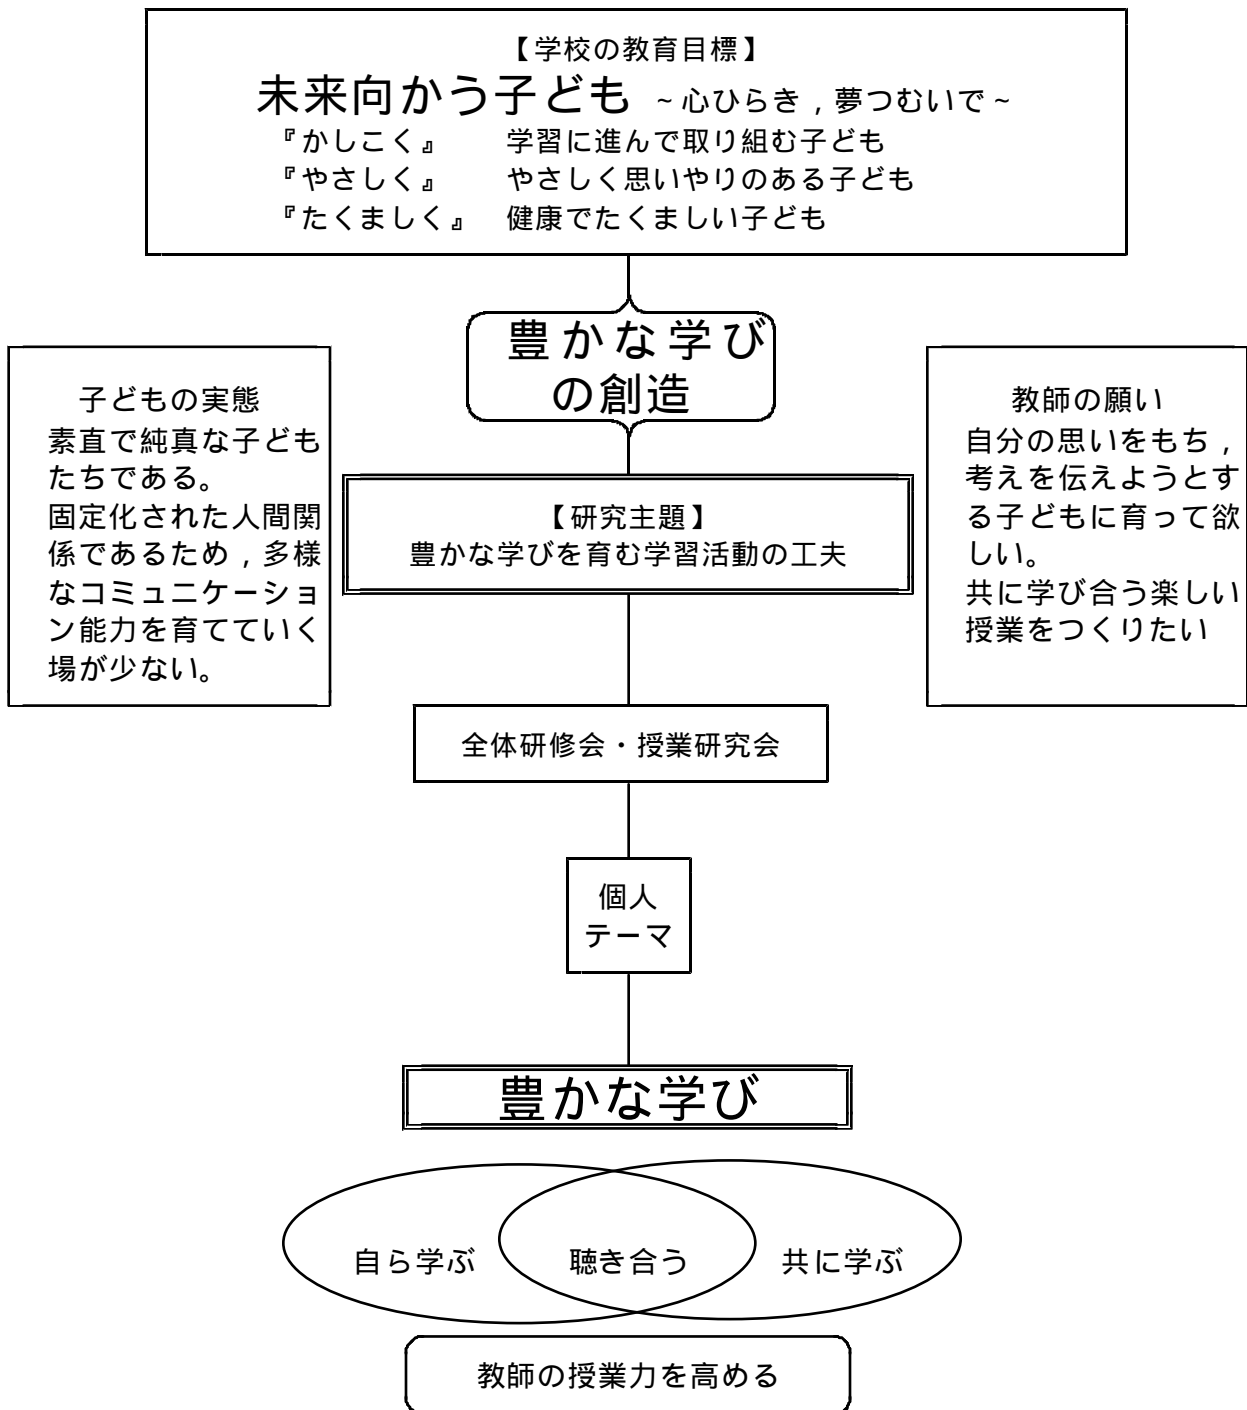 【学校の教育目標】
未来向かう子ども ~心ひらき,夢つむいで~
『かしこく』 学習に進んで取り組む子ども
『やさしく』 やさしく思いやりのある子ども
『たくましく』 健康でたくましい子ども
豊かな学び
の創造
子どもの実態
素直で純真な子ども
たちである。
固定化された人間関
係であるため,多様
なコミュニケーショ
ン能力を育てていく
場が少ない。
教師の願い
自分の思いをもち,
考えを伝えようとす
る子どもに育って欲
しい。
共に学び合う楽しい
授業をつくりたい
【研究主題】
豊かな学びを育む学習活動の工夫
全体研修会・授業研究会
個人
テーマ
豊かな学び
自ら学ぶ 聴き合う 共に学ぶ
教師の授業力を高める